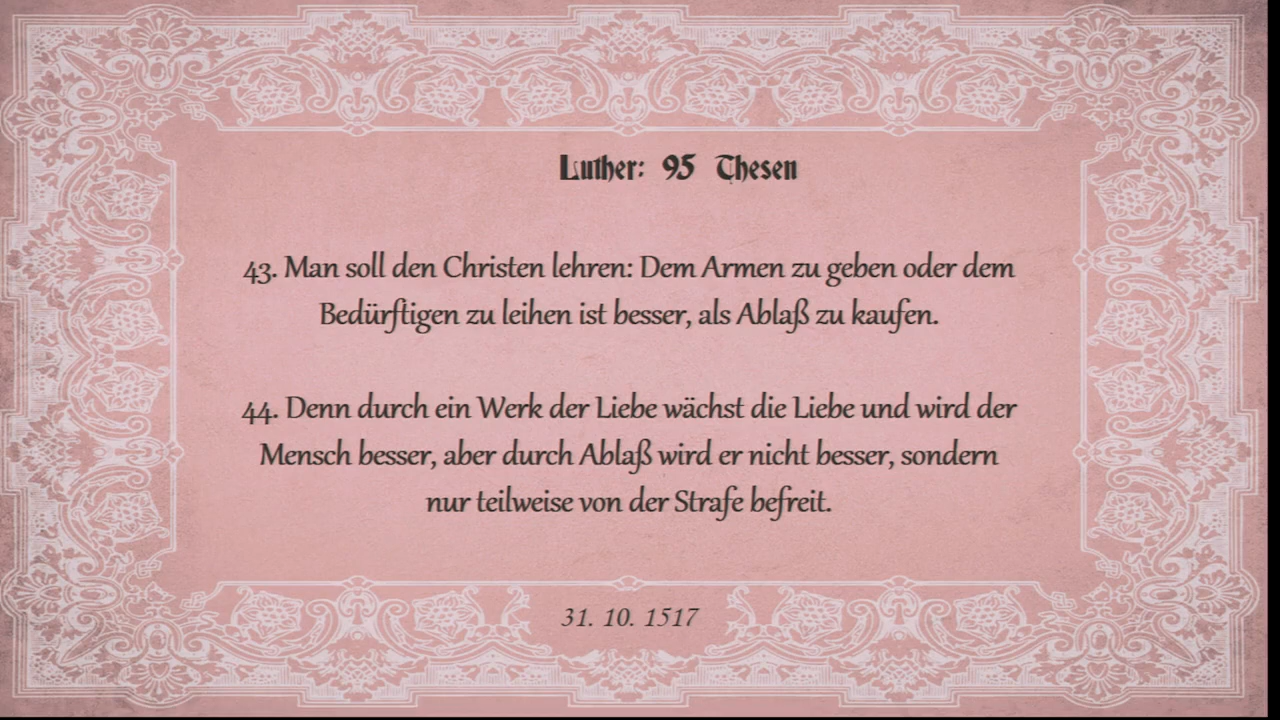 Luther: 95 Thesen
43. Man soll den Christen lehren: Dem Armen zu geben oder dem
Bedürftigen zu leihen ist besser, als Ablaß zu kaufen.
44. Denn durch ein Werk der Liebe wächst die Liebe und wird der
Mensch besser, aber durch Ablaß wird er nicht besser, sondern
nur teilweise von der Strafe befreit.
31. 10. 1517